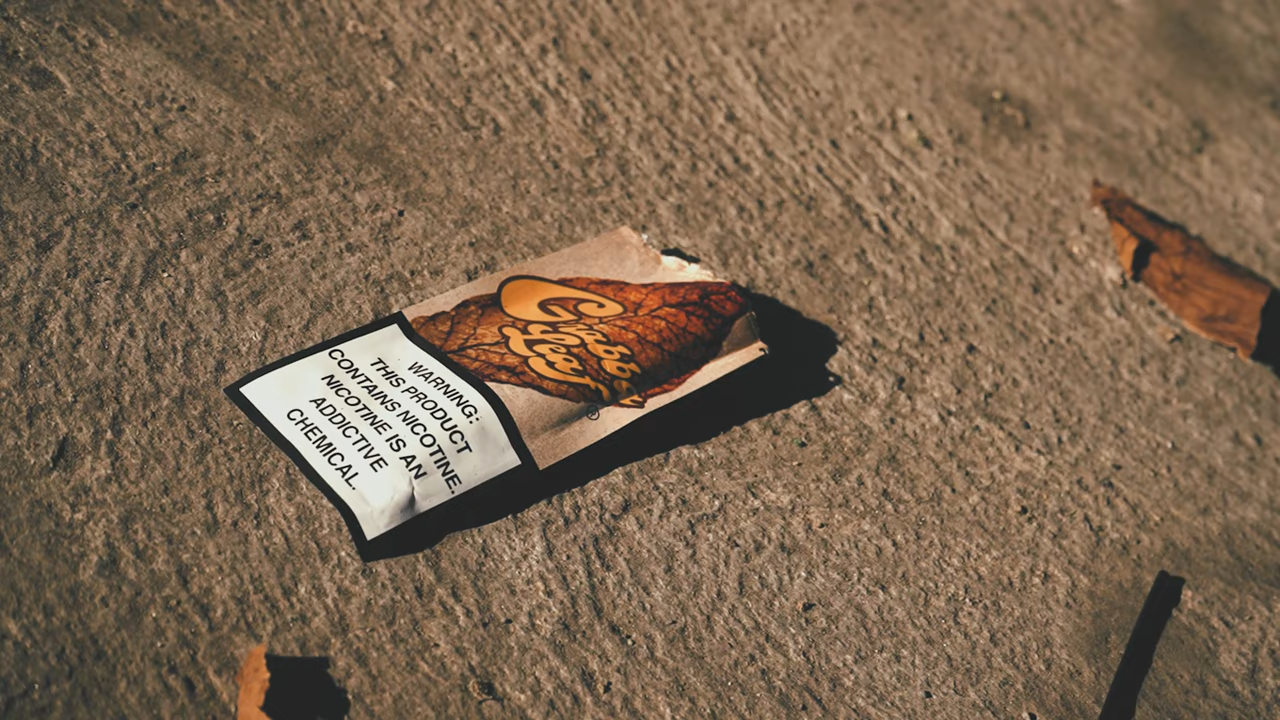 Grabba
Leaf®
WARNING:
THIS PRODUCT
CONTAINS NICOTINE.
NICOTINE IS AN
ADDICTIVE
CHEMICAL.